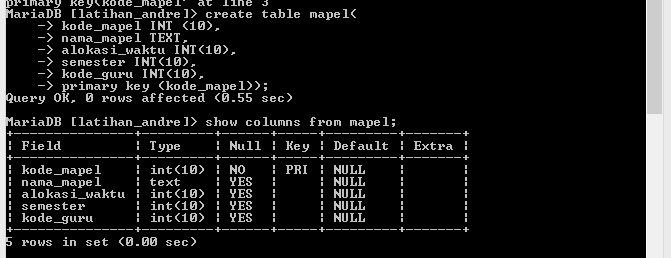 primary key(kode_mapel' at line 3
MariaDB [latihan_andre]> create table mapel(
    -> kode_mapel INT (10),
    -> nama_mapel TEXT,
    -> alokasi_waktu INT(10),
    -> semester INT(10),
    -> kode_guru INT(10),
    -> primary key (kode_mapel));
Query OK, 0 rows affected (0.55 sec)

MariaDB [latihan_andre]> show columns from mapel;
+---------------+---------+------+-----+---------+-------+
| Field         | Type    | Null | Key | Default | Extra |
+---------------+---------+------+-----+---------+-------+
| kode_mapel    | int(10) | NO   | PRI | NULL    |       |
| nama_mapel    | text    | YES  |     | NULL    |       |
| alokasi_waktu | int(10) | YES  |     | NULL    |       |
| semester      | int(10) | YES  |     | NULL    |       |
| kode_guru     | int(10) | YES  |     | NULL    |       |
+---------------+---------+------+-----+---------+-------+
5 rows in set (0.00 sec)